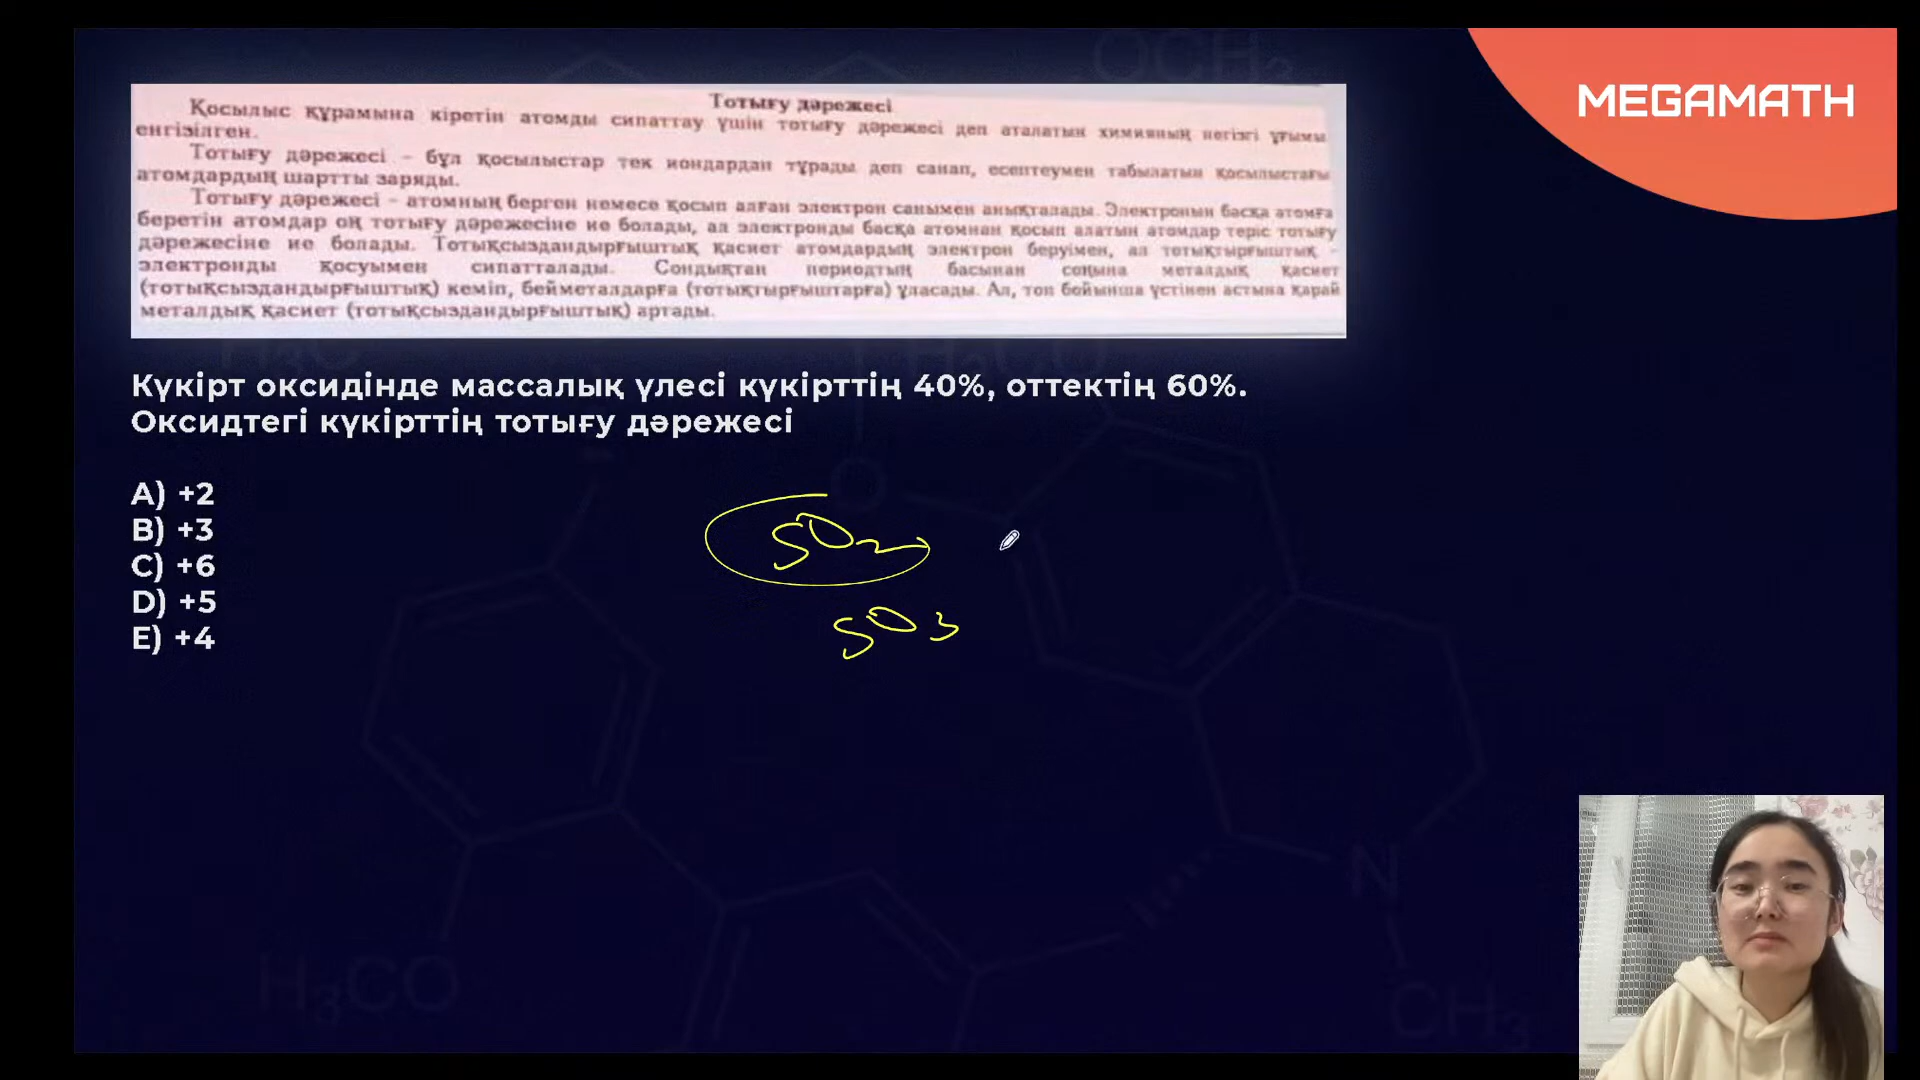 MEGAMATH
Тотығу дәрежесі
Қосылыс құрамына кіретін атомды сипаттау үшін тотығу дәрежесі деп аталатын химияның негізгі ұғымы
енгізілген.
Тотығу дәрежесі – бұл қосылыстар тек иондардан тұрады деп санап, есептеумен табылатын қосылыстағы
атомдардың шартты заряды.
Тотығу дәрежесі – атомның берген немесе қосып алған электрон санымен анықталады. Электронын басқа атомға
беретін атомдар оң тотығу дәрежесіне ие болады, ал электронды басқа атомнан қосып алатын атомдар теріс тотығу
дәрежесіне ие болады. Тотықсыздандырғыштық қасиет атомдардың электрон беруімен, ал тотықтырғыштық -
электронды қосуымен сипатталады. Сондықтан периодтың басынан соңына металдық қасиет
(тотықсыздандырғыштық) кеміп, бейметалдарға (тотықтырғыштарға) ұласады. Ал, топ бойынша үстінен астына қарай
металдық қасиет (тотықсыздандырғыштық) артады.
Күкірт оксидінде массалық үлесі күкірттің 40%, оттектің 60%.
Оксидтегі күкірттің тотығу дәрежесі
A) +2
B) +3
C) +6
D) +5
E) +4
SO2
SO3
OCH3
H3CO
H3CO
O
N
H3CO
CH3